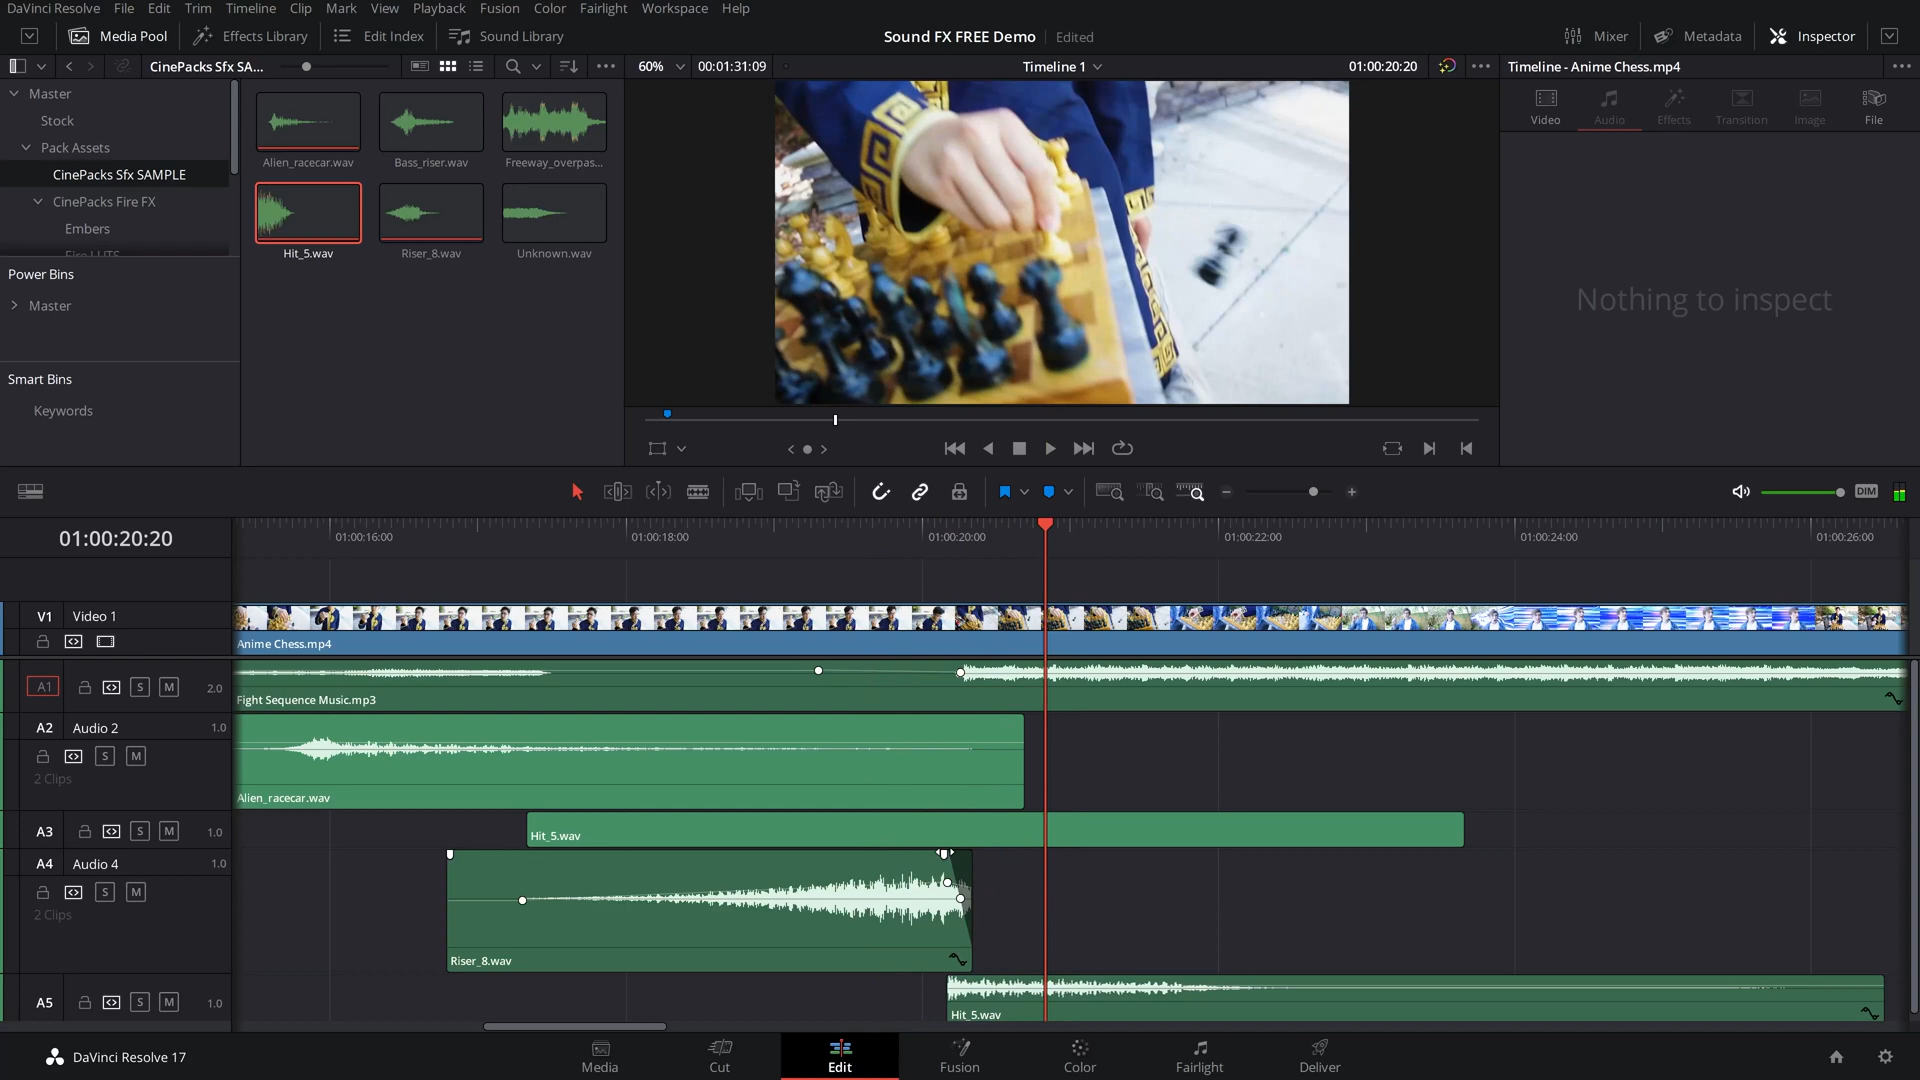 DaVinci Resolve File Edit Trim Timeline Clip Mark View Playback Fusion Color Fairlight Workspace Help
Media Pool Effects Library Edit Index Sound Library Sound FX FREE Demo Edited Mixer Metadata Inspector
CinePacks Sfx SA... 60% 00:01:31:09 Timeline 1 01:00:20:20 Timeline - Anime Chess.mp4
Master
Stock
Pack Assets
CinePacks Sfx SAMPLE
CinePacks Fire FX
Embers
Fire LUTS
Power Bins
Master
Smart Bins
Keywords
Alien_racecar.wav Bass_riser.wav Freeway_overpas...
Hit_5.wav Riser_8.wav Unknown.wav
Video Audio Effects Transition Image File
Nothing to inspect
DIM
01:00:20:20
01:00:16:00 01:00:18:00 01:00:20:00 01:00:22:00 01:00:24:00 01:00:26:00
V1 Video 1
Anime Chess.mp4
A1 S M 2.0
Fight Sequence Music.mp3
A2 Audio 2 1.0
S M
2 Clips
Alien_racecar.wav
A3 S M 1.0
Hit_5.wav
A4 Audio 4 1.0
S M
2 Clips
Riser_8.wav
A5 S M 1.0
Hit_5.wav
DaVinci Resolve 17
Media Cut Edit Fusion Color Fairlight Deliver